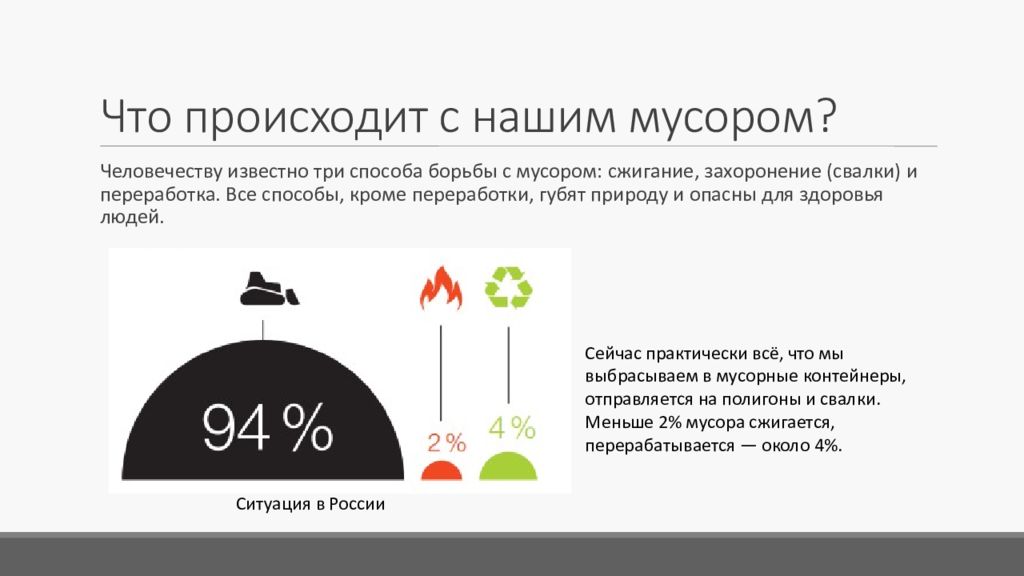 Что происходит с нашим мусором?
Человечеству известно три способа борьбы с мусором: сжигание, захоронение (свалки) и
переработка. Все способы, кроме переработки, губят природу и опасны для здоровья
людей.
94 %
2 %
4 %
Сейчас практически всё, что мы
выбрасываем в мусорные контейнеры,
отправляется на полигоны и свалки.
Меньше 2% мусора сжигается,
перерабатывается — около 4%.
Ситуация в России